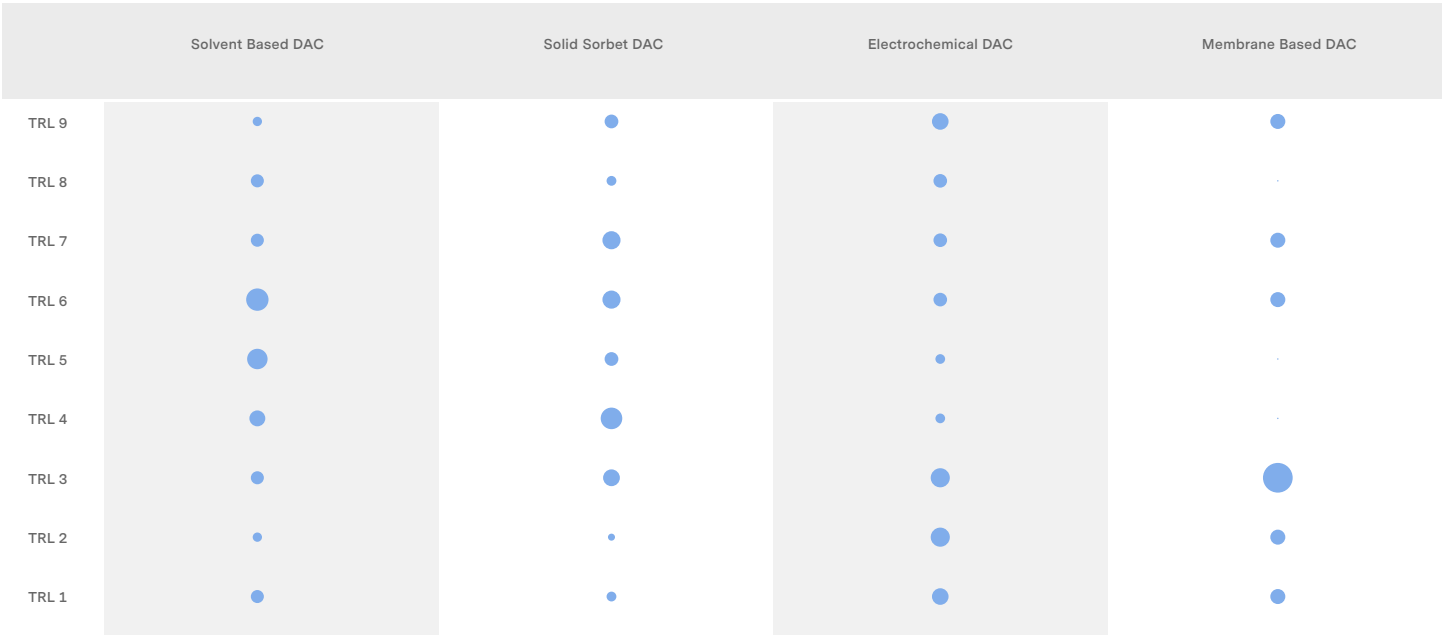 Solvent Based DAC
Solid Sorbet DAC
Electrochemical DAC
Membrane Based DAC
TRL 9
TRL 8
TRL 7
TRL 6
TRL 5
TRL 4
TRL 3
TRL 2
TRL 1